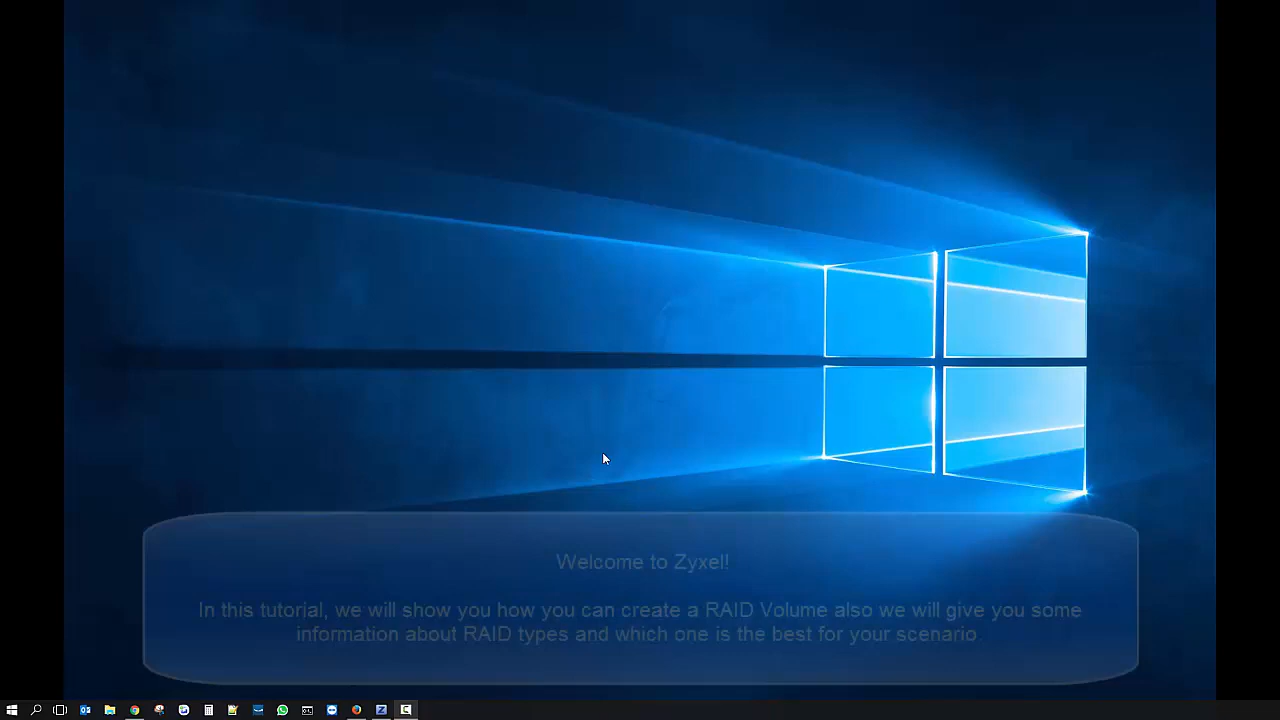 Welcome to Zyxel!
In this tutorial, we will show you how you can create a RAID Volume also we will give you some
information about RAID types and which one is the best for your scenario